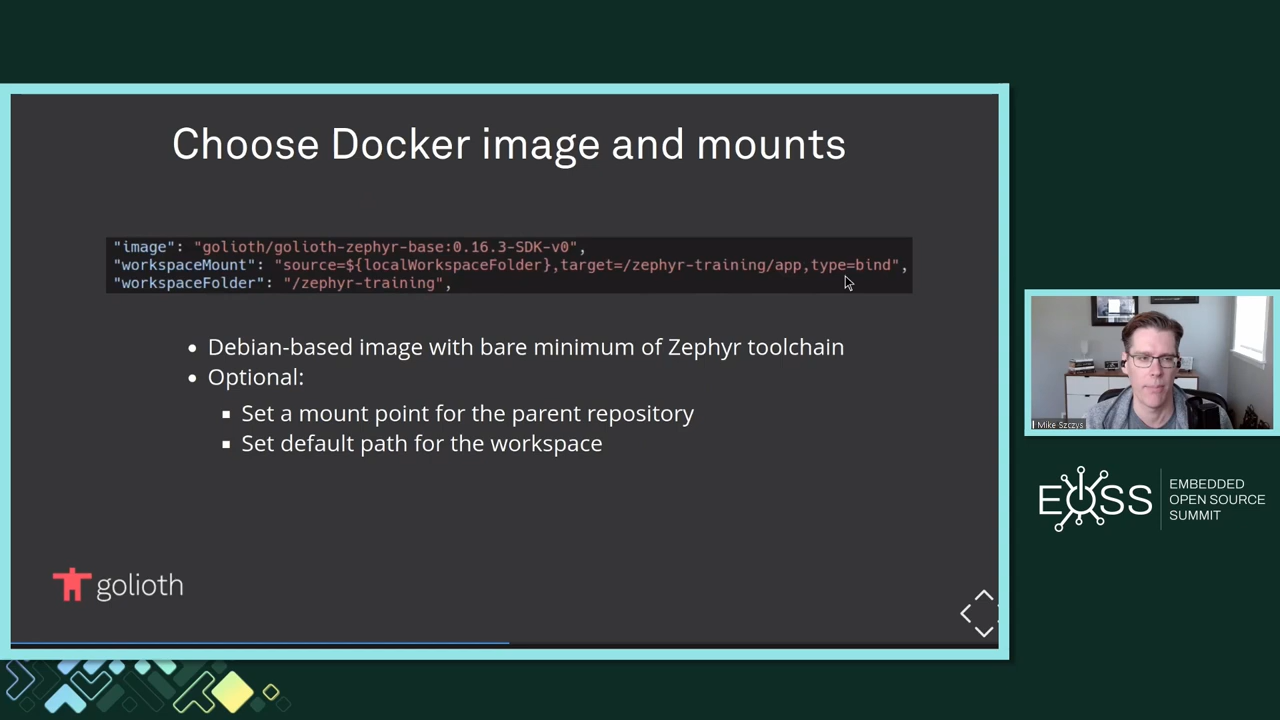 Choose Docker image and mounts
"image": "golioth/golioth-zephyr-base:0.16.3-SDK-v0",
"workspaceMount": "source=${localWorkspaceFolder},target=/zephyr-training/app,type=bind",
"workspaceFolder": "/zephyr-training",
Debian-based image with bare minimum of Zephyr toolchain
Optional:
Set a mount point for the parent repository
Set default path for the workspace
golioth
Mike Szczys
EOSS
EMBEDDED
OPEN SOURCE
SUMMIT